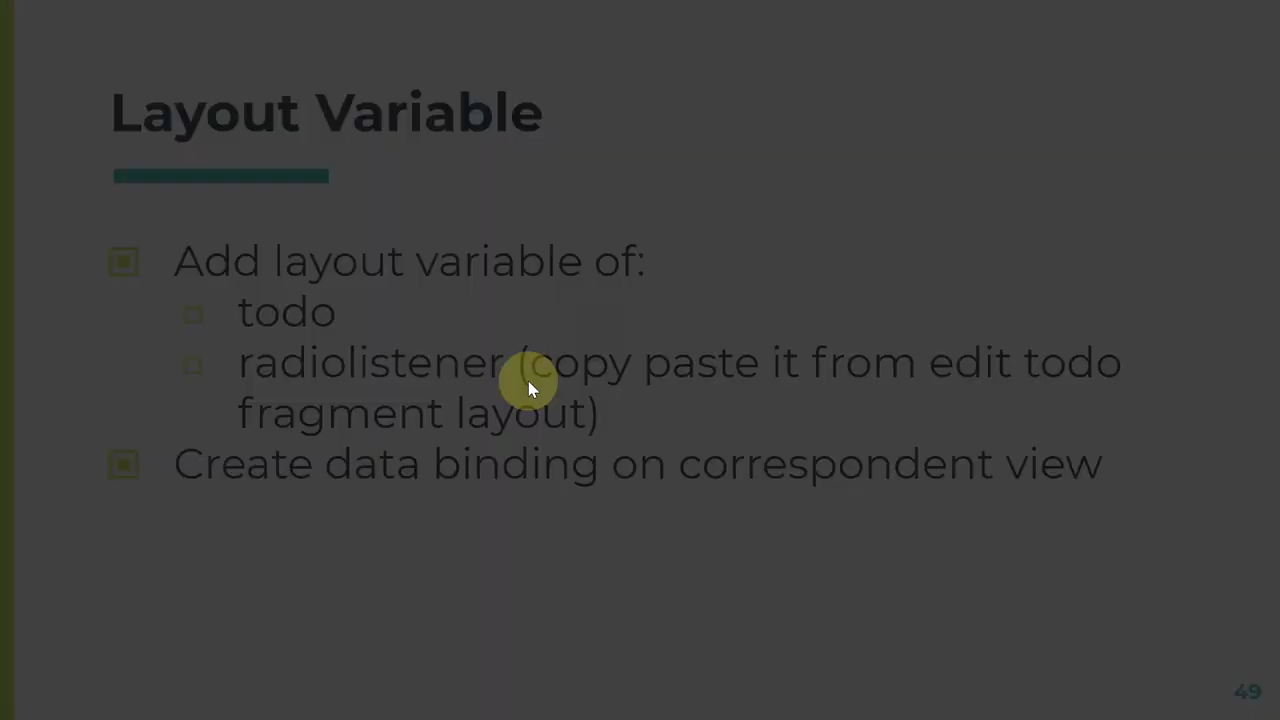 Layout Variable
Add layout variable of:
todo
radiolistener (copy paste it from edit todo
fragment layout)
Create data binding on correspondent view
49